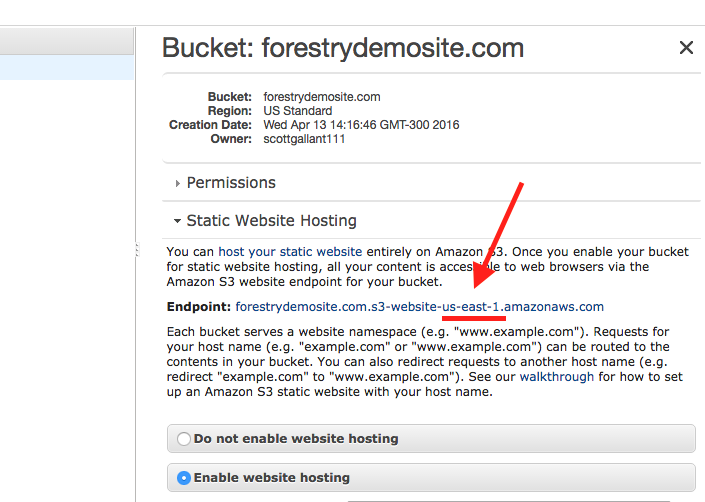 Bucket: forestrydemosite.com
Bucket: forestrydemosite.com
Region: US Standard
Creation Date: Wed Apr 13 14:16:46 GMT-300 2016
Owner: scottgallant111
Permissions
Static Website Hosting
You can host your static website entirely on Amazon S3. Once you enable your bucket
for static website hosting, all your content is accessible to web browsers via the
Amazon S3 website endpoint for your bucket.
Endpoint: forestrydemosite.com.s3-website-us-east-1.amazonaws.com
Each bucket serves a website namespace (e.g. "www.example.com"). Requests for
your host name (e.g. "example.com" or "www.example.com") can be routed to the
contents in your bucket. You can also redirect requests to another host name (e.g.
redirect "example.com" to "www.example.com"). See our walkthrough for how to set
up an Amazon S3 static website with your host name.
Do not enable website hosting
Enable website hosting